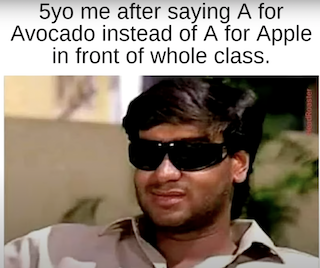 5yo me after saying A for
Avocado instead of A for Apple
in front of whole class.